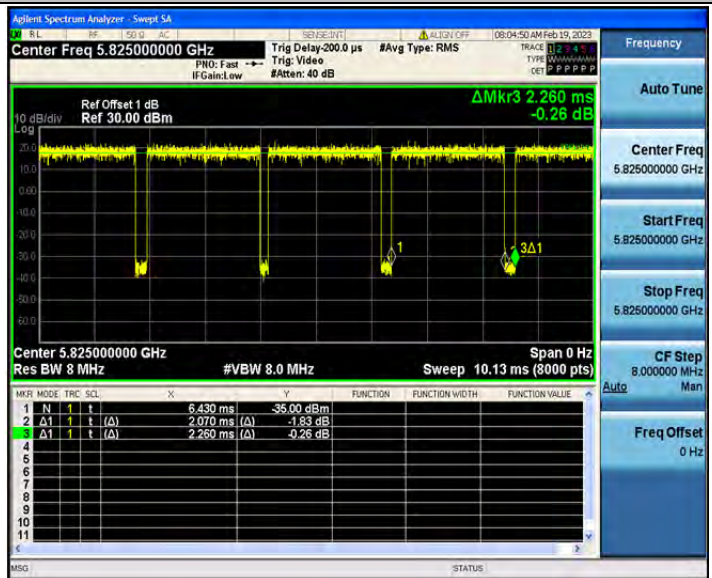 Agilent Spectrum Analyzer - Swept SA
RL RF 50 Ω AC SENSE:INT ALIGN OFF 08:04:50 AM Feb 19, 2023
Center Freq 5.825000000 GHz
PNO: Fast
IFGain:Low
Trig Delay-200.0 µs
Trig: Video
#Atten: 40 dB
#Avg Type: RMS
TRACE 1 2 3 4 5 6
TYPE W
DET P P P P P P
Frequency
Auto Tune
Center Freq
5.825000000 GHz
Start Freq
5.825000000 GHz
Stop Freq
5.825000000 GHz
CF Step
8.000000 MHz
Auto Man
Freq Offset
0 Hz
ΔMkr3 2.260 ms
-0.26 dB
Ref Offset 1 dB
10 dB/div Ref 30.00 dBm
Log
20.0
10.0
0.00
-10.0
-20.0
-30.0
-40.0
-50.0
-60.0
1
3Δ1
Center 5.825000000 GHz Span 0 Hz
Res BW 8 MHz #VBW 8.0 MHz Sweep 10.13 ms (8000 pts)
MKR MODE TRC SCL X Y FUNCTION FUNCTION WIDTH FUNCTION VALUE
1 N 1 t 6.430 ms -35.00 dBm
2 Δ1 1 t (Δ) 2.070 ms (Δ) -1.83 dB
3 Δ1 1 t (Δ) 2.260 ms (Δ) -0.26 dB
4
5
6
7
8
9
10
11
MSG STATUS